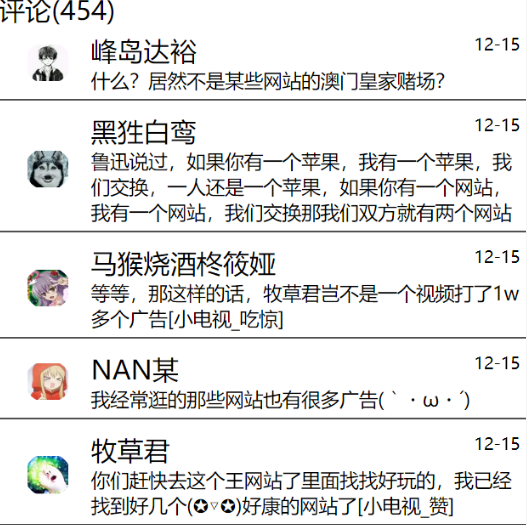 评论(454)
峰岛达裕 12-15
什么？居然不是某些网站的澳门皇家赌场？
黑狌白鸾 12-15
鲁迅说过，如果你有一个苹果，我有一个苹果，我
们交换，一人还是一个苹果，如果你有一个网站，
我有一个网站，我们交换那我们双方就有两个网站
马猴烧酒柊筱娅 12-15
等等，那这样的话，牧草君岂不是一个视频打了1w
多个广告[小电视_吃惊]
NAN某 12-15
我经常逛的那些网站也有很多广告(｀・ω・´)
牧草君 12-15
你们赶快去这个王网站了里面找找好玩的，我已经
找到好几个(✪▽✪)好康的网站了[小电视_赞]